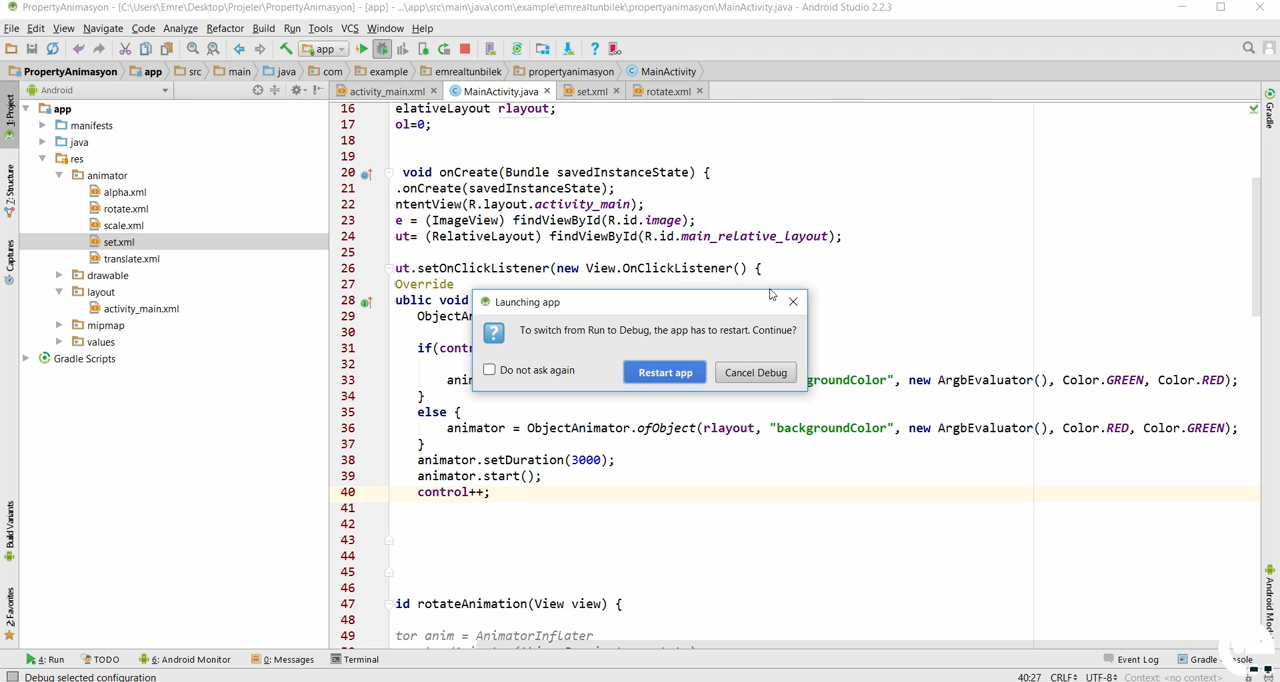 PropertyAnimasyon - [C:\Users\Emre\Desktop\Projeler\PropertyAnimasyon] - [app] - ...\app\src\main\java\com\example\emrealtunbilek\propertyanimasyon\MainActivity.java - Android Studio 2.2.3
File Edit View Navigate Code Analyze Refactor Build Run Tools VCS Window Help
app
PropertyAnimasyon app src main java com example emrealtunbilek propertyanimasyon MainActivity
Android
activity_main.xml MainActivity.java set.xml rotate.xml
1: Project
Z: Structure
Captures
Build Variants
2: Favorites
app
manifests
java
res
animator
alpha.xml
rotate.xml
scale.xml
set.xml
translate.xml
drawable
layout
activity_main.xml
mipmap
values
Gradle Scripts
16 elativeLayout rlayout;
17 ol=0;
18
19
20 void onCreate(Bundle savedInstanceState) {
21 .onCreate(savedInstanceState);
22 ntentView(R.layout.activity_main);
23 e = (ImageView) findViewById(R.id.image);
24 ut= (RelativeLayout) findViewById(R.id.main_relative_layout);
25
26 ut.setOnClickListener(new View.OnClickListener() {
27 Override
28 ublic void
29 ObjectAn
30
31 if(contr
32
33 ani groundColor", new ArgbEvaluator(), Color.GREEN, Color.RED);
34 }
35 else {
36 animator = ObjectAnimator.ofObject(rlayout, "backgroundColor", new ArgbEvaluator(), Color.RED, Color.GREEN);
37 }
38 animator.setDuration(3000);
39 animator.start();
40 control++;
41
42
43
44
45
46
47 id rotateAnimation(View view) {
48
49 tor anim = AnimatorInflater
Launching app
To switch from Run to Debug, the app has to restart. Continue?
Do not ask again
Restart app Cancel Debug
Gradle
4: Run TODO 6: Android Monitor 0: Messages Terminal Event Log Gradle
Debug selected configuration 40:27 CRLF UTF-8 Context: <no context>